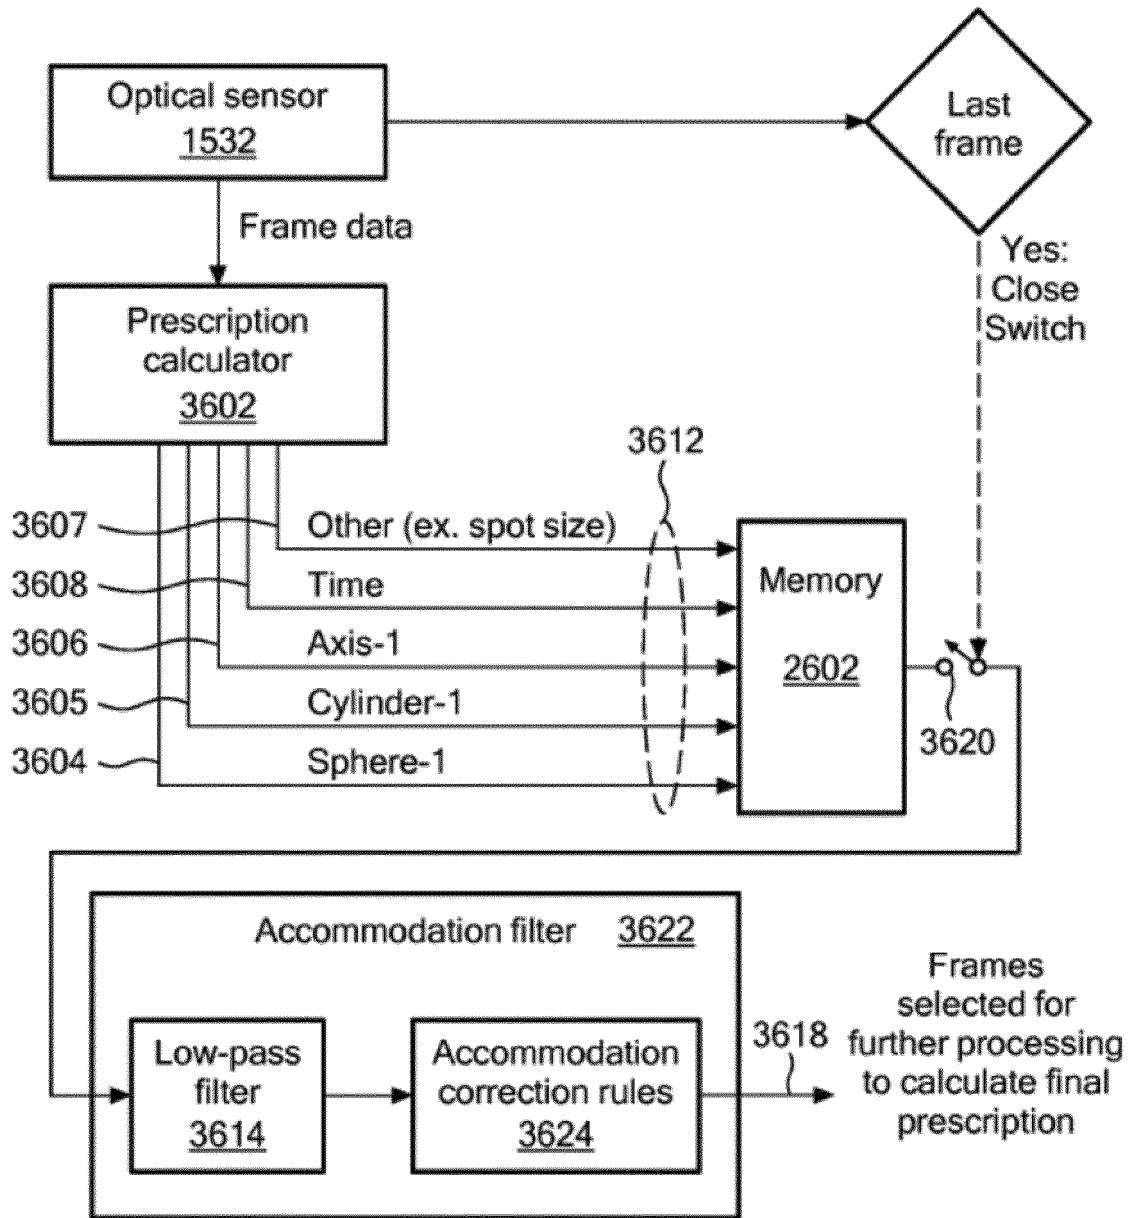 Optical sensor
1532
Last
frame
Frame data
Yes:
Close
Switch
Prescription
calculator
3602
3612
3607
Other (ex. spot size)
3608
Time
3606
Axis-1
3605
Cylinder-1
3604
Sphere-1
Memory
2602
3620
Accommodation filter 3622
Low-pass
filter
3614
Accommodation
correction rules
3624
3618
Frames
selected for
further processing
to calculate final
prescription